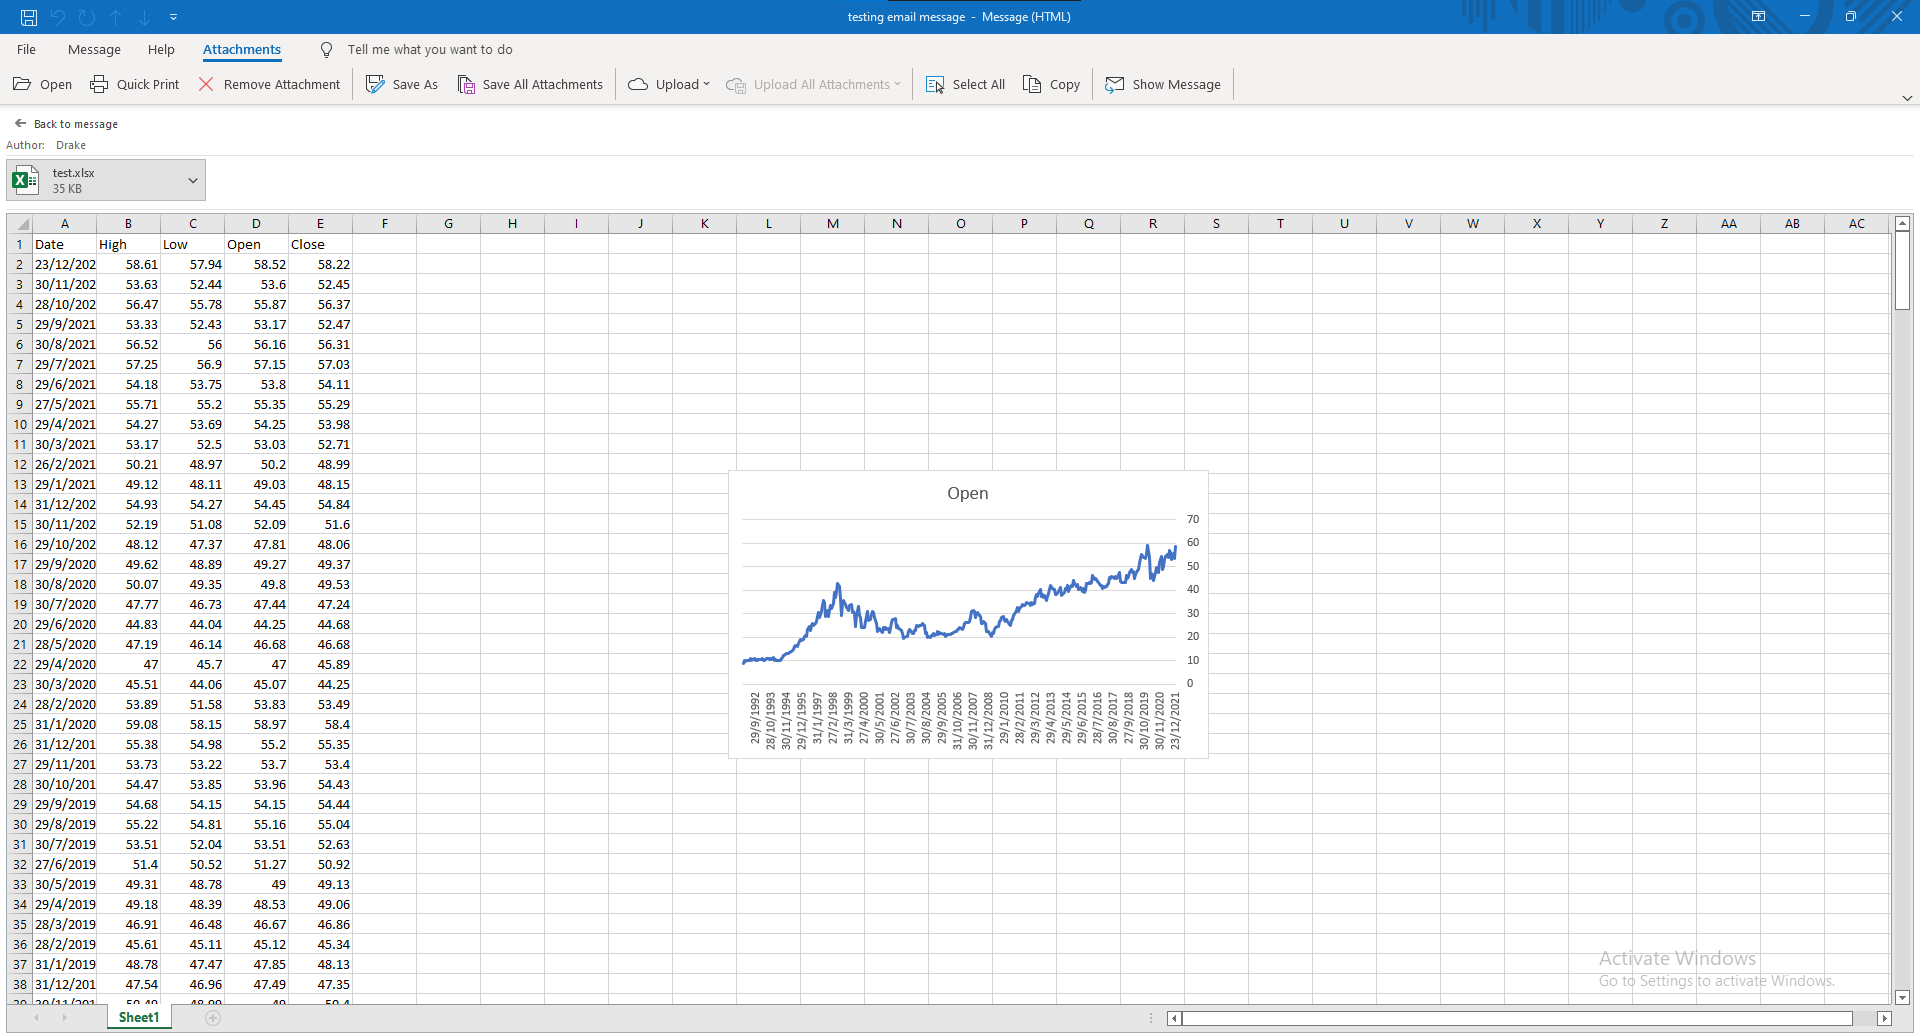 testing email message - Message (HTML)
File Message Help Attachments Tell me what you want to do
Open Quick Print Remove Attachment Save As Save All Attachments Upload Upload All Attachments Select All Copy Show Message
Back to message
Author: Drake
test.xlsx
35 KB
A B C D E F G H I J K L M N O P Q R S T U V W X Y Z AA AB AC
1 Date High Low Open Close
2 23/12/202 58.61 57.94 58.52 58.22
3 30/11/202 53.63 52.44 53.6 52.45
4 28/10/202 56.47 55.78 55.87 56.37
5 29/9/2021 53.33 52.43 53.17 52.47
6 30/8/2021 56.52 56 56.16 56.31
7 29/7/2021 57.25 56.9 57.15 57.03
8 29/6/2021 54.18 53.75 53.8 54.11
9 27/5/2021 55.71 55.2 55.35 55.29
10 29/4/2021 54.27 53.69 54.25 53.98
11 30/3/2021 53.17 52.5 53.03 52.71
12 26/2/2021 50.21 48.97 50.2 48.99
13 29/1/2021 49.12 48.11 49.03 48.15
14 31/12/202 54.93 54.27 54.45 54.84
15 30/11/202 52.19 51.08 52.09 51.6
16 29/10/202 48.12 47.37 47.81 48.06
17 29/9/2020 49.62 48.89 49.27 49.37
18 30/8/2020 50.07 49.35 49.8 49.53
19 30/7/2020 47.77 46.73 47.44 47.24
20 29/6/2020 44.83 44.04 44.25 44.68
21 28/5/2020 47.19 46.14 46.68 46.68
22 29/4/2020 47 45.7 47 45.89
23 30/3/2020 45.51 44.06 45.07 44.25
24 28/2/2020 53.89 51.58 53.83 53.49
25 31/1/2020 59.08 58.15 58.97 58.4
26 31/12/201 55.38 54.98 55.2 55.35
27 29/11/201 53.73 53.22 53.7 53.4
28 30/10/201 54.47 53.85 53.96 54.43
29 29/9/2019 54.68 54.15 54.15 54.44
30 29/8/2019 55.22 54.81 55.16 55.04
31 30/7/2019 53.51 52.04 53.51 52.63
32 27/6/2019 51.4 50.52 51.27 50.92
33 30/5/2019 49.31 48.78 49 49.13
34 29/4/2019 49.18 48.39 48.53 49.06
35 28/3/2019 46.91 46.48 46.67 46.86
36 28/2/2019 45.61 45.11 45.12 45.34
37 31/1/2019 48.78 47.47 47.85 48.13
38 31/12/201 47.54 46.96 47.49 47.35
Open
70
60
50
40
30
20
10
0
29/9/1992
28/10/1993
30/11/1994
29/12/1995
31/1/1997
27/2/1998
31/3/1999
27/4/2000
30/5/2001
27/6/2002
30/7/2003
30/8/2004
29/9/2005
31/10/2006
30/11/2007
31/12/2008
29/1/2010
28/2/2011
29/3/2012
29/4/2013
29/5/2014
29/6/2015
28/7/2016
30/8/2017
27/9/2018
30/10/2019
30/11/2020
23/12/2021
Activate Windows
Go to Settings to activate Windows.
Sheet1